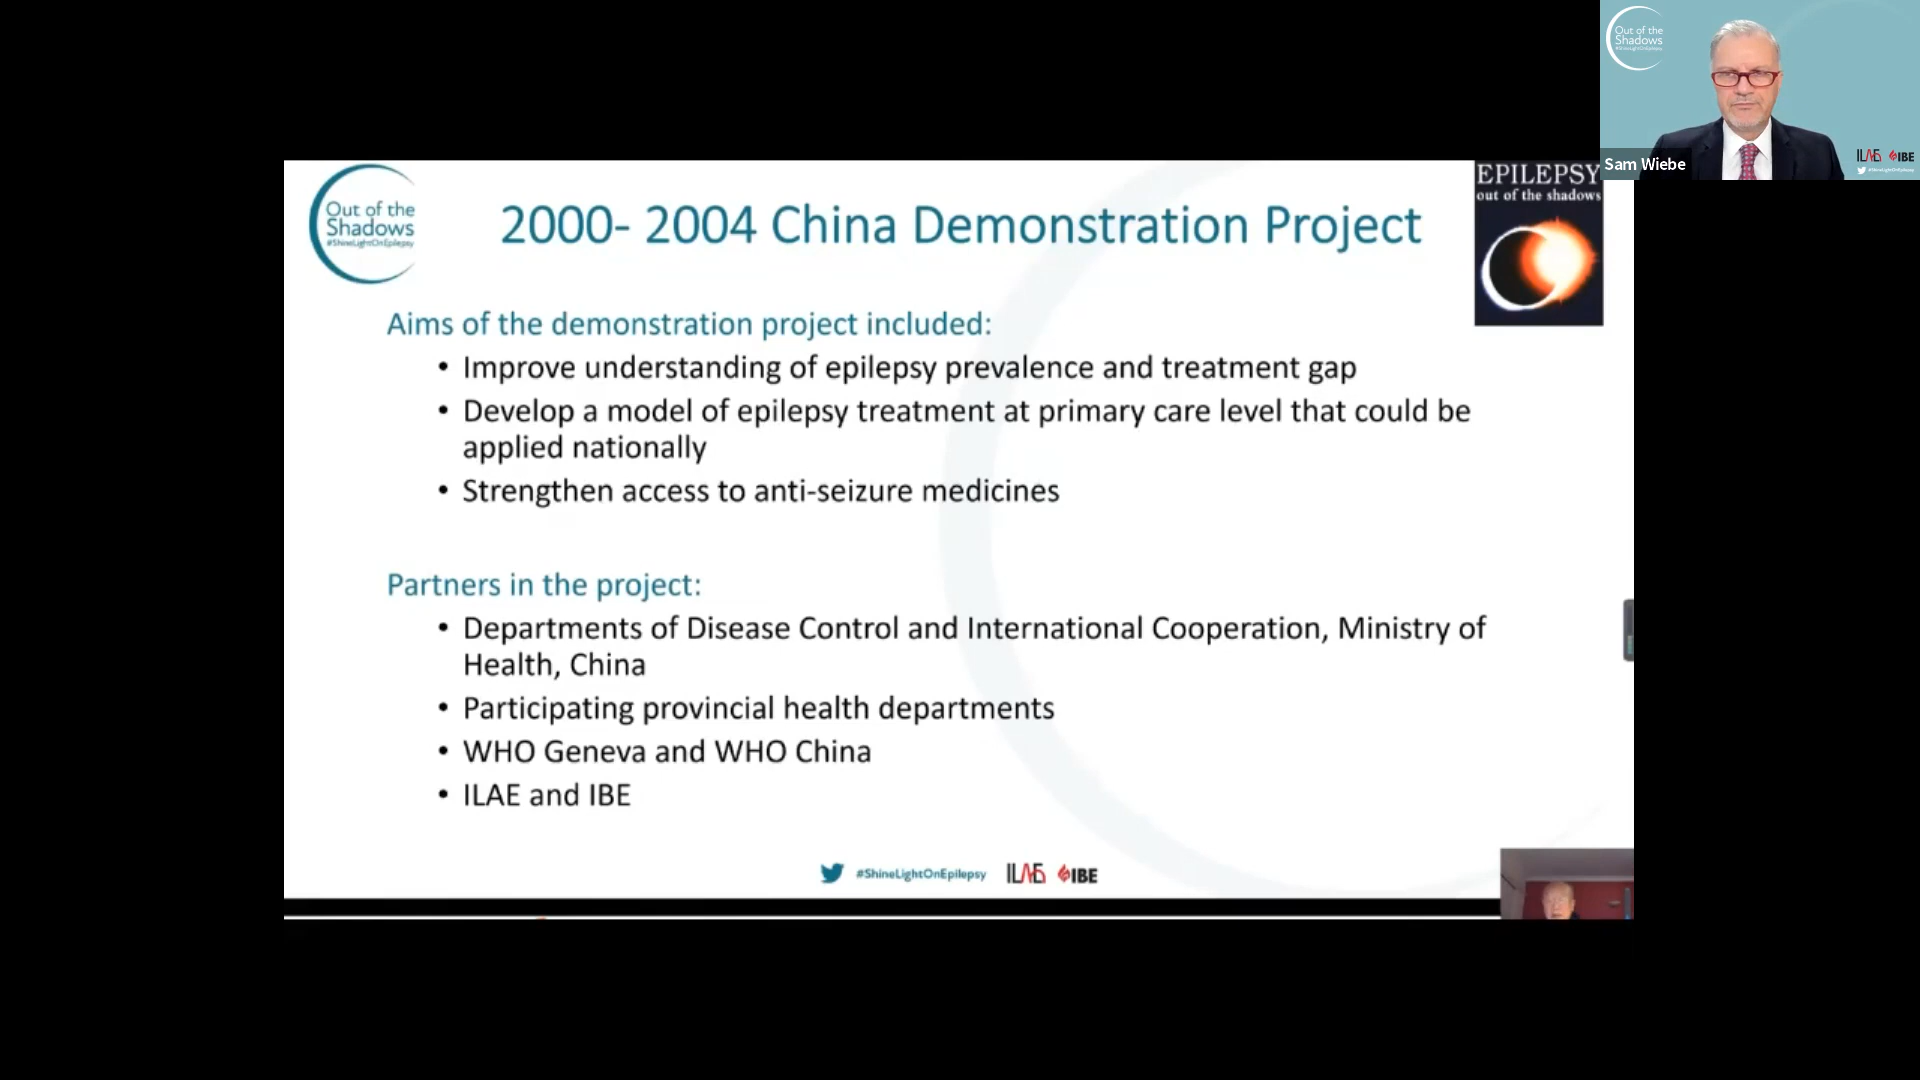 Out of the
Shadows
#ShineLightOnEpilepsy
Sam Wiebe
ILAE IBE
#ShineLightOnEpilepsy
Out of the
Shadows
#ShineLightOnEpilepsy
2000- 2004 China Demonstration Project
EPILEPSY
out of the shadows
Aims of the demonstration project included:
• Improve understanding of epilepsy prevalence and treatment gap
• Develop a model of epilepsy treatment at primary care level that could be
applied nationally
• Strengthen access to anti-seizure medicines
Partners in the project:
• Departments of Disease Control and International Cooperation, Ministry of
Health, China
• Participating provincial health departments
• WHO Geneva and WHO China
• ILAE and IBE
#ShineLightOnEpilepsy ILAE IBE